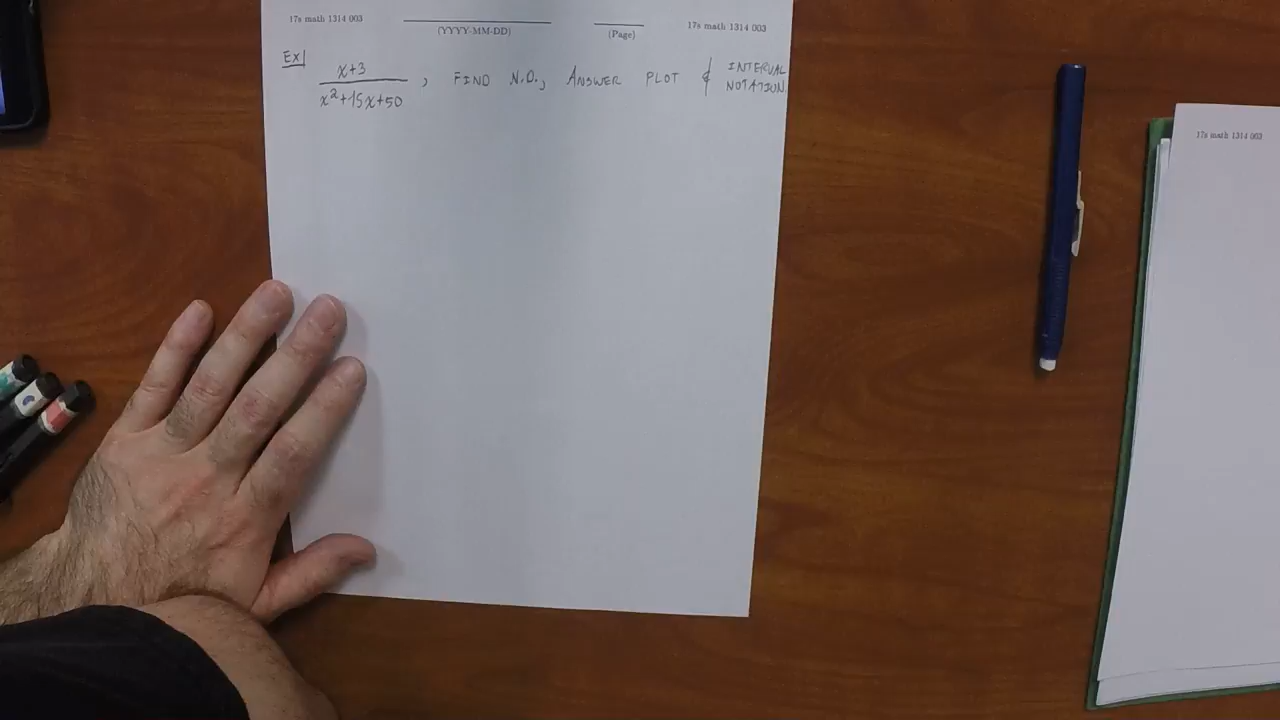 17s math 1314 003 (YYYY-MM-DD) (Page) 17s math 1314 003
Ex1 x+3 / x²+15x+50 , FIND N.D., ANSWER PLOT & INTERVAL NOTATION.
17s math 1314 003